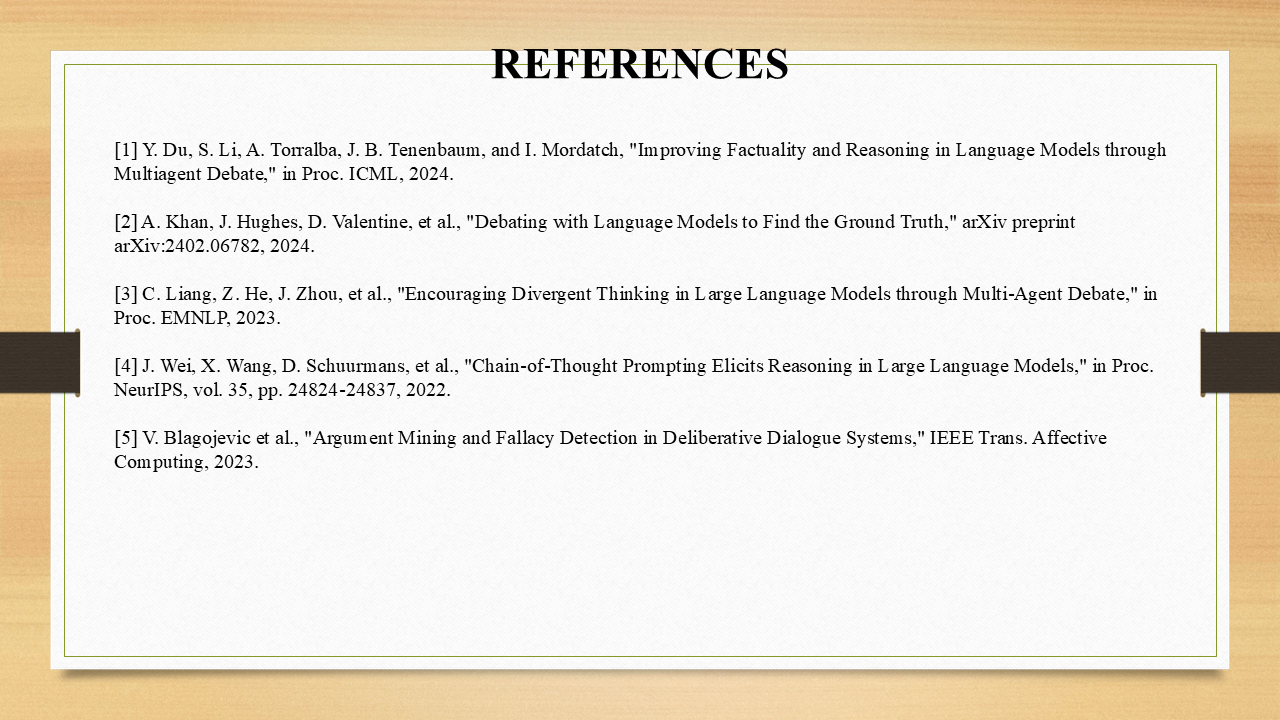 REFERENCES
[1] Y. Du, S. Li, A. Torralba, J. B. Tenenbaum, and I. Mordatch, "Improving Factuality and Reasoning in Language Models through
Multiagent Debate," in Proc. ICML, 2024.
[2] A. Khan, J. Hughes, D. Valentine, et al., "Debating with Language Models to Find the Ground Truth," arXiv preprint
arXiv:2402.06782, 2024.
[3] C. Liang, Z. He, J. Zhou, et al., "Encouraging Divergent Thinking in Large Language Models through Multi-Agent Debate," in
Proc. EMNLP, 2023.
[4] J. Wei, X. Wang, D. Schuurmans, et al., "Chain-of-Thought Prompting Elicits Reasoning in Large Language Models," in Proc.
NeurIPS, vol. 35, pp. 24824-24837, 2022.
[5] V. Blagojevic et al., "Argument Mining and Fallacy Detection in Deliberative Dialogue Systems," IEEE Trans. Affective
Computing, 2023.